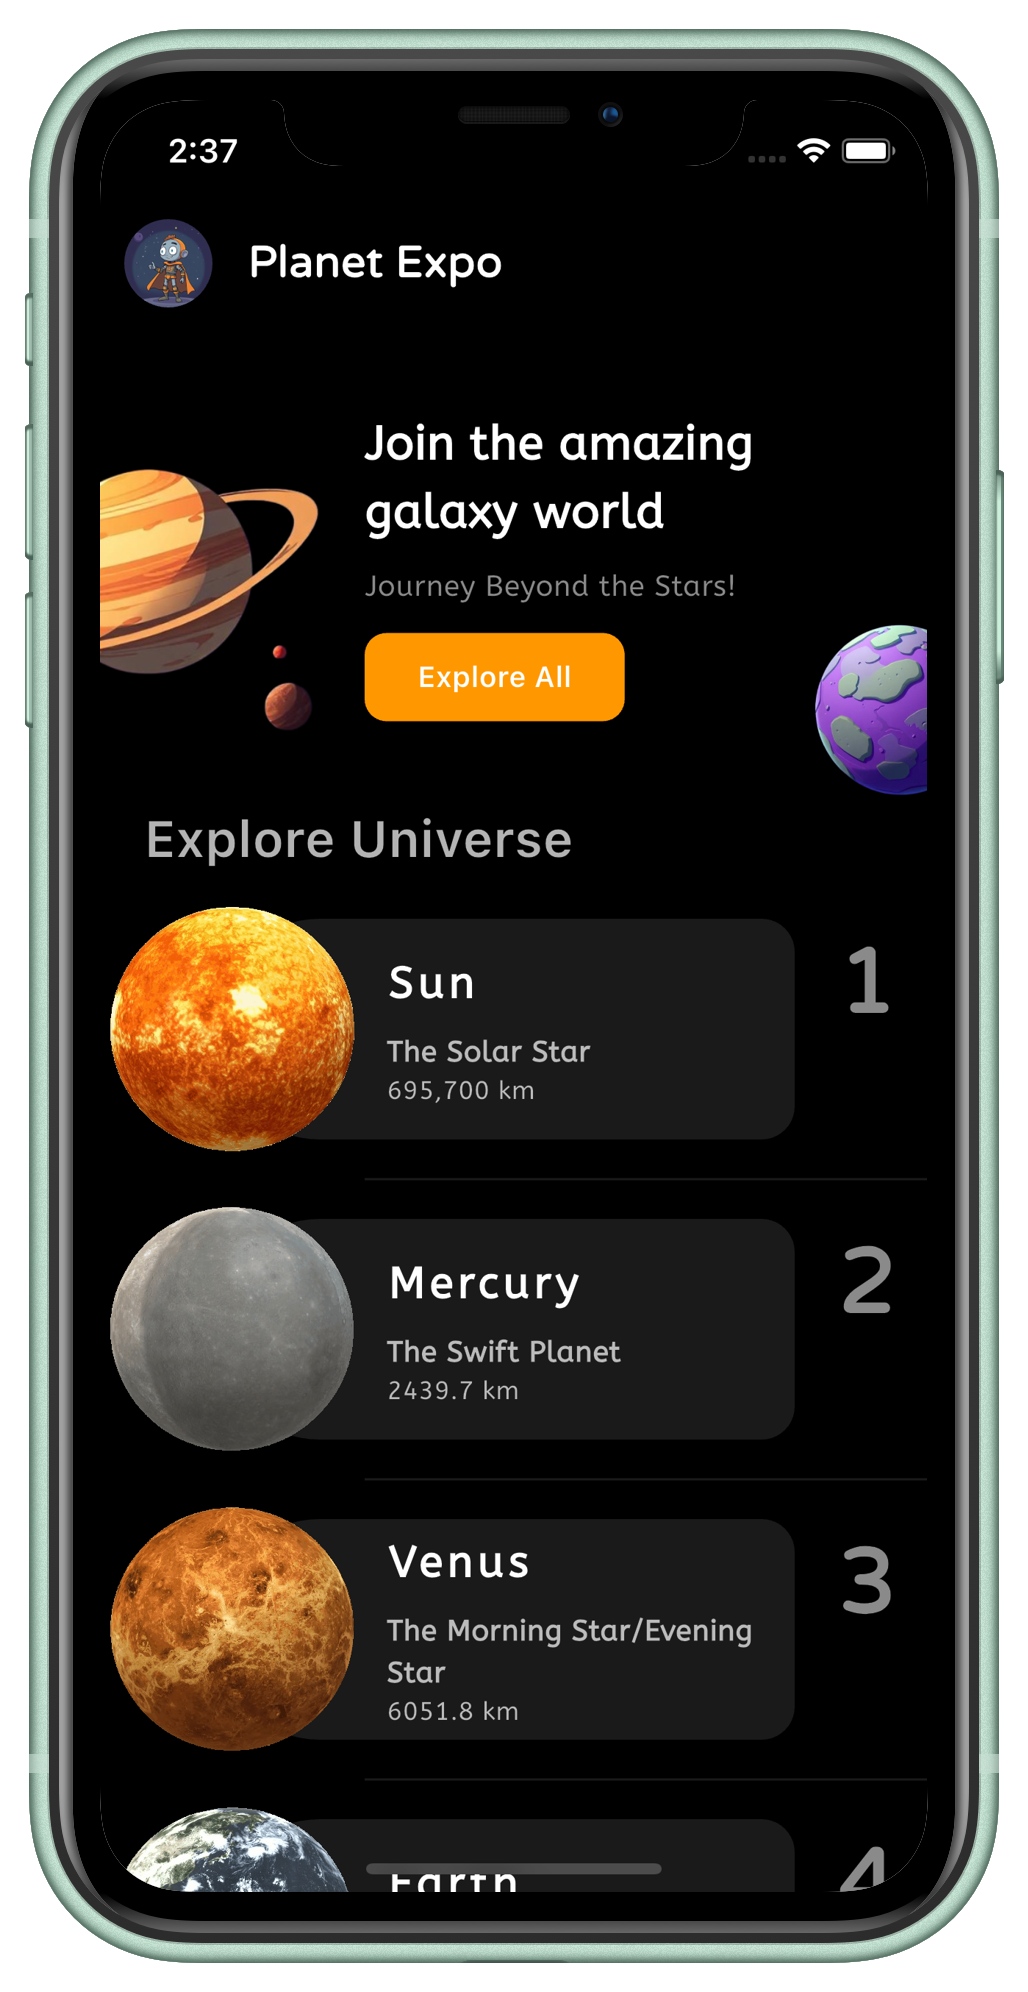 2:37
Planet Expo
Join the amazing
galaxy world
Journey Beyond the Stars!
Explore All
Explore Universe
Sun
The Solar Star
695,700 km
1
Mercury
The Swift Planet
2439.7 km
2
Venus
The Morning Star/Evening
Star
6051.8 km
3
Earth
4